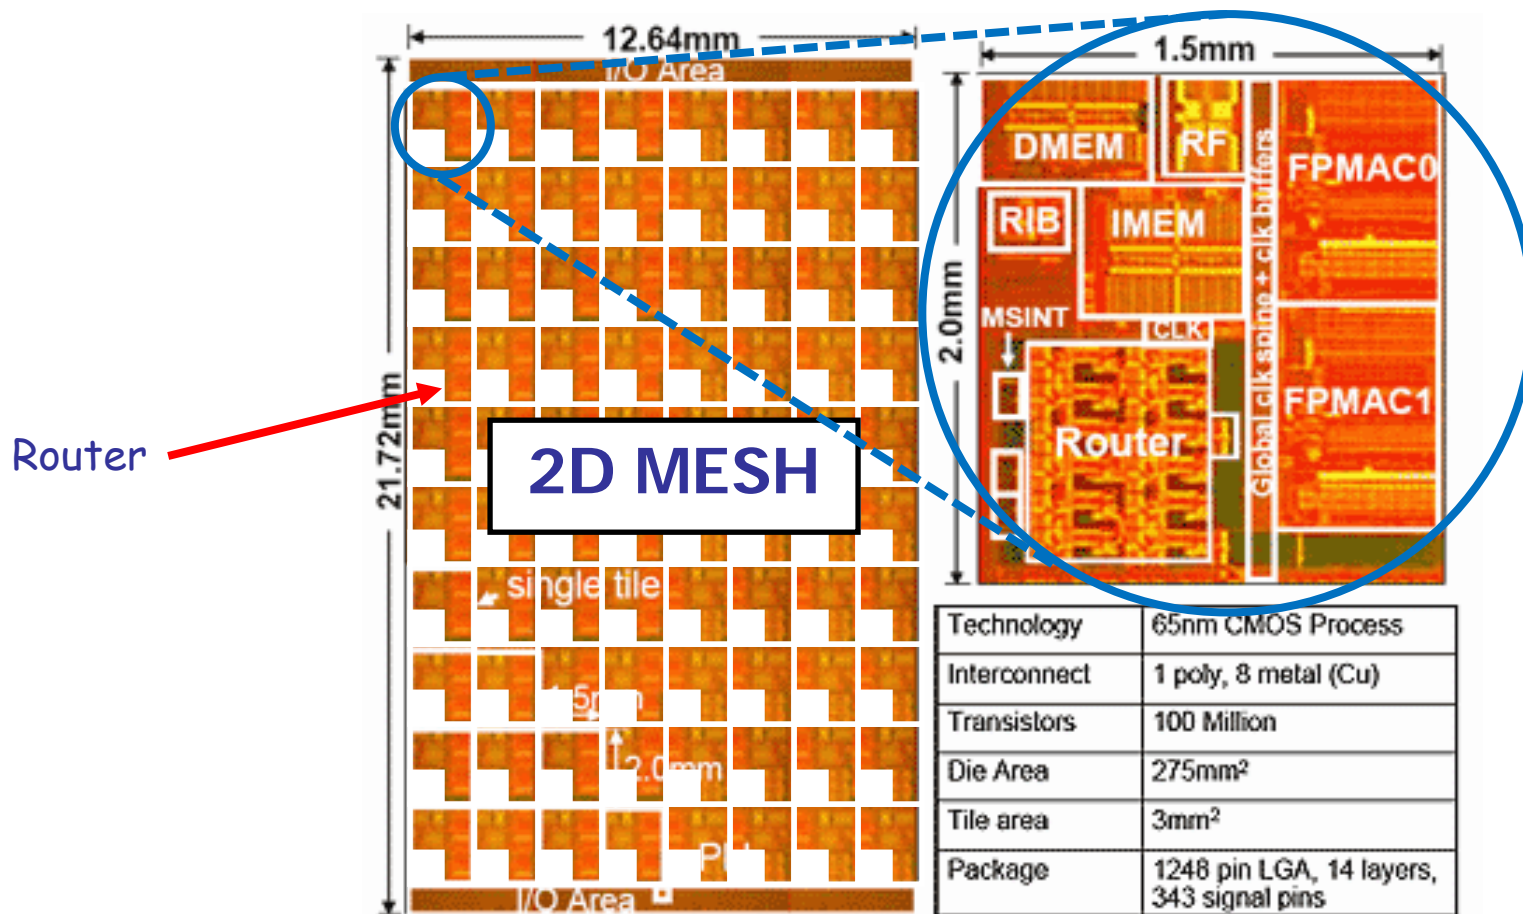 12.64mm
I/O Area
21.72mm
Router
2D MESH
single tile
2.0mm
I/O Area
1.5mm
2.0mm
DMEM
RF
FPMAC0
RIB
IMEM
MSINT
CLK
Global clk spine + clk buffers
Router
FPMAC1
Technology 65nm CMOS Process
Interconnect 1 poly, 8 metal (Cu)
Transistors 100 Million
Die Area 275mm²
Tile area 3mm²
Package 1248 pin LGA, 14 layers,
343 signal pins